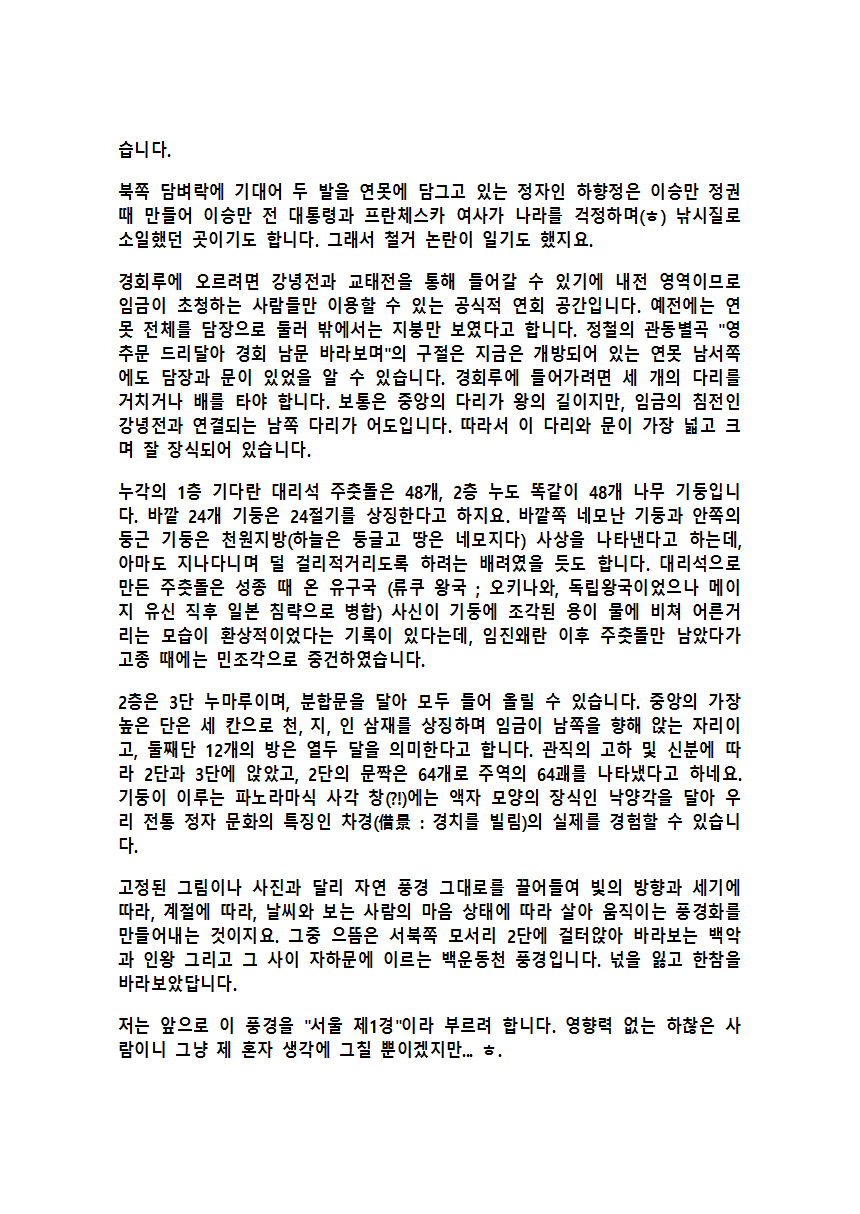 습니다.
북쪽 담벼락에 기대어 두 발을 연못에 담그고 있는 정자인 하향정은 이승만 정권
때 만들어 이승만 전 대통령과 프란체스카 여사가 나라를 걱정하며(ㅎ) 낚시질로
소일했던 곳이기도 합니다. 그래서 철거 논란이 일기도 했지요.
경회루에 오르려면 강녕전과 교태전을 통해 들어갈 수 있기에 내전 영역이므로
임금이 초청하는 사람들만 이용할 수 있는 공식적 연회 공간입니다. 예전에는 연
못 전체를 담장으로 둘러 밖에서는 지붕만 보였다고 합니다. 정철의 관동별곡 "영
추문 드리달아 경회 남문 바라보며"의 구절은 지금은 개방되어 있는 연못 남서쪽
에도 담장과 문이 있었을 알 수 있습니다. 경회루에 들어가려면 세 개의 다리를
거치거나 배를 타야 합니다. 보통은 중앙의 다리가 왕의 길이지만, 임금의 침전인
강녕전과 연결되는 남쪽 다리가 어도입니다. 따라서 이 다리와 문이 가장 넓고 크
며 잘 장식되어 있습니다.
누각의 1층 기다란 대리석 주춧돌은 48개, 2층 누도 똑같이 48개 나무 기둥입니
다. 바깥 24개 기둥은 24절기를 상징한다고 하지요. 바깥쪽 네모난 기둥과 안쪽의
둥근 기둥은 천원지방(하늘은 둥글고 땅은 네모지다) 사상을 나타낸다고 하는데,
아마도 지나다니며 덜 걸리적거리도록 하려는 배려였을 듯도 합니다. 대리석으로
만든 주춧돌은 성종 때 온 유구국 (류쿠 왕국 ; 오키나와, 독립왕국이었으나 메이
지 유신 직후 일본 침략으로 병합) 사신이 기둥에 조각된 용이 물에 비쳐 어른거
리는 모습이 환상적이었다는 기록이 있다는데, 임진왜란 이후 주춧돌만 남았다가
고종 때에는 민조각으로 중건하였습니다.
2층은 3단 누마루이며, 분합문을 달아 모두 들어 올릴 수 있습니다. 중앙의 가장
높은 단은 세 칸으로 천, 지, 인 삼재를 상징하며 임금이 남쪽을 향해 앉는 자리이
고, 둘째단 12개의 방은 열두 달을 의미한다고 합니다. 관직의 고하 및 신분에 따
라 2단과 3단에 앉았고, 2단의 문짝은 64개로 주역의 64괘를 나타냈다고 하네요.
기둥이 이루는 파노라마식 사각 창(?!)에는 액자 모양의 장식인 낙양각을 달아 우
리 전통 정자 문화의 특징인 차경(借景 : 경치를 빌림)의 실제를 경험할 수 있습니
다.
고정된 그림이나 사진과 달리 자연 풍경 그대로를 끌어들여 빛의 방향과 세기에
따라, 계절에 따라, 날씨와 보는 사람의 마음 상태에 따라 살아 움직이는 풍경화를
만들어내는 것이지요. 그중 으뜸은 서북쪽 모서리 2단에 걸터앉아 바라보는 백악
과 인왕 그리고 그 사이 자하문에 이르는 백운동천 풍경입니다. 넋을 잃고 한참을
바라보았답니다.
저는 앞으로 이 풍경을 "서울 제1경"이라 부르려 합니다. 영향력 없는 하찮은 사
람이니 그냥 제 혼자 생각에 그칠 뿐이겠지만... ㅎ.